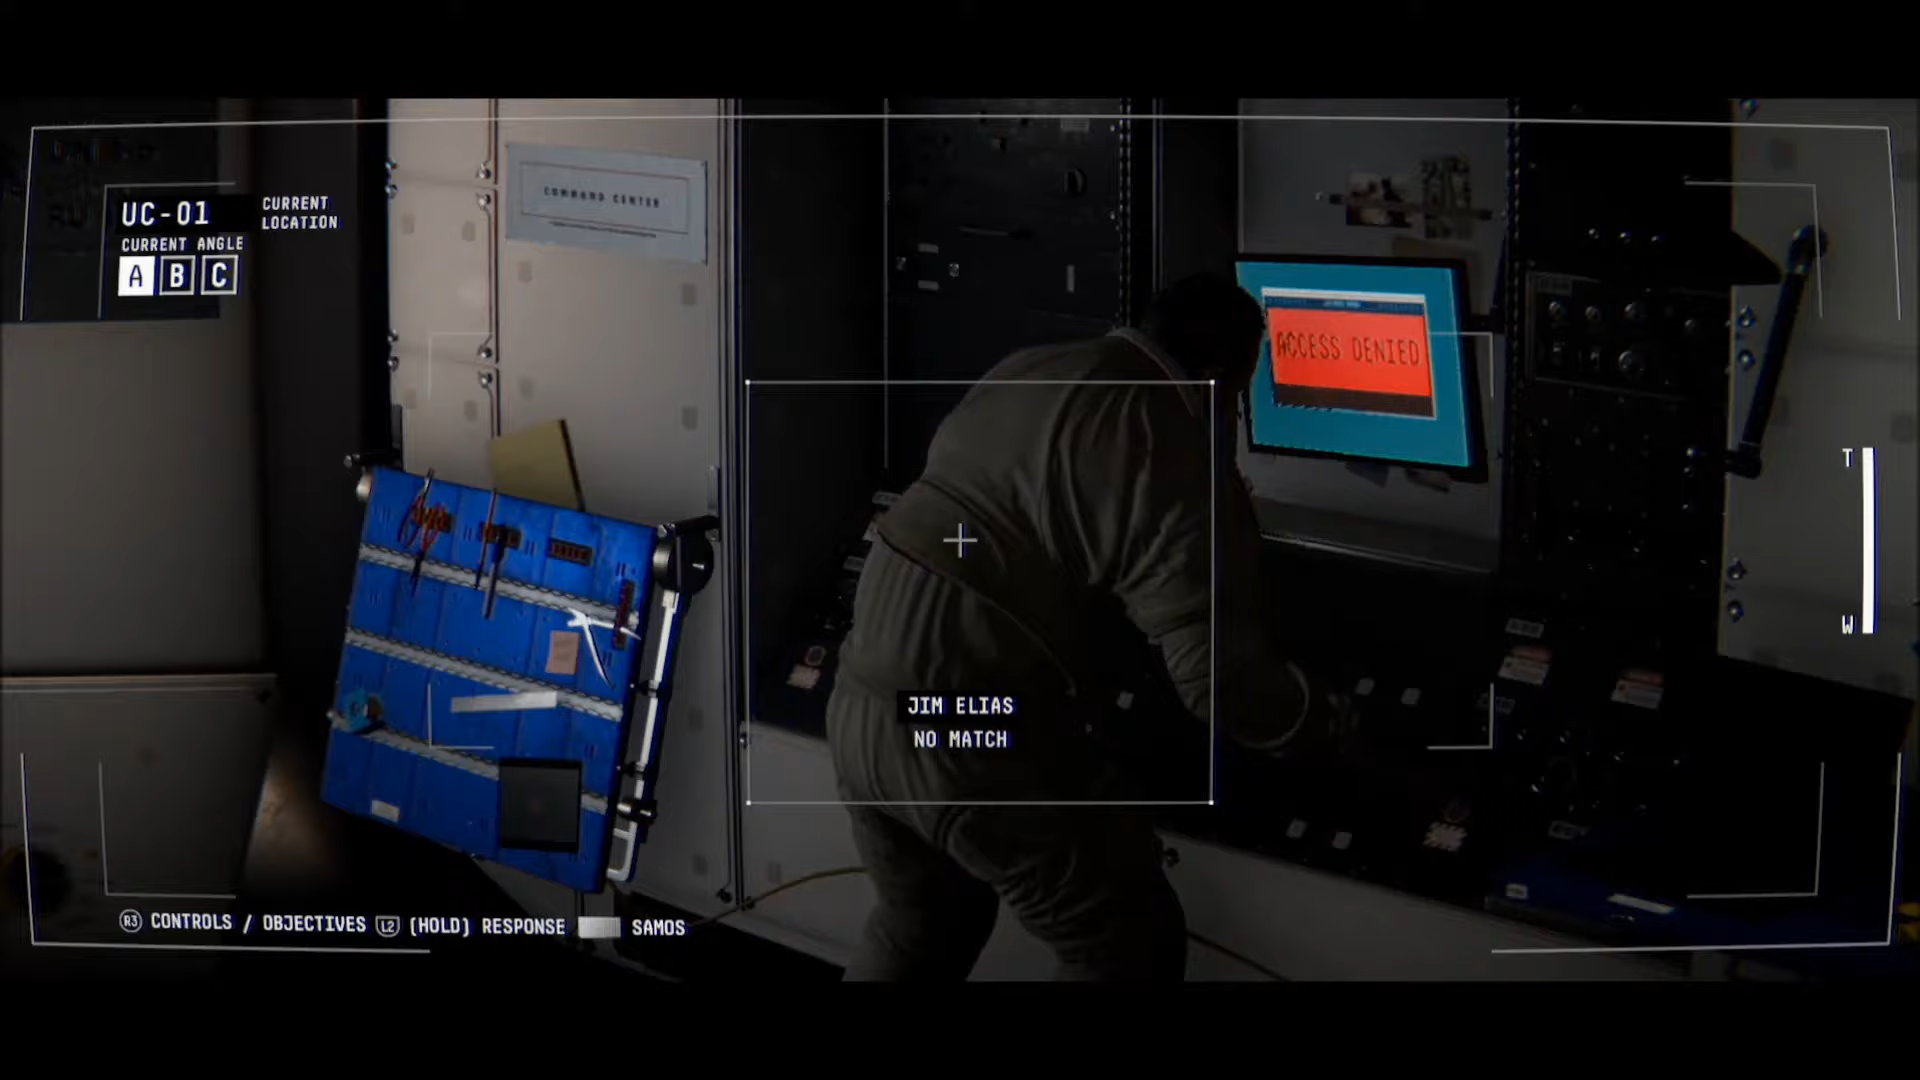 COMMAND CENTER
UC-01
CURRENT
LOCATION
CURRENT ANGLE
A B C
ACCESS DENIED
T
W
JIM ELIAS
NO MATCH
R3 CONTROLS / OBJECTIVES L2 (HOLD) RESPONSE SAMOS